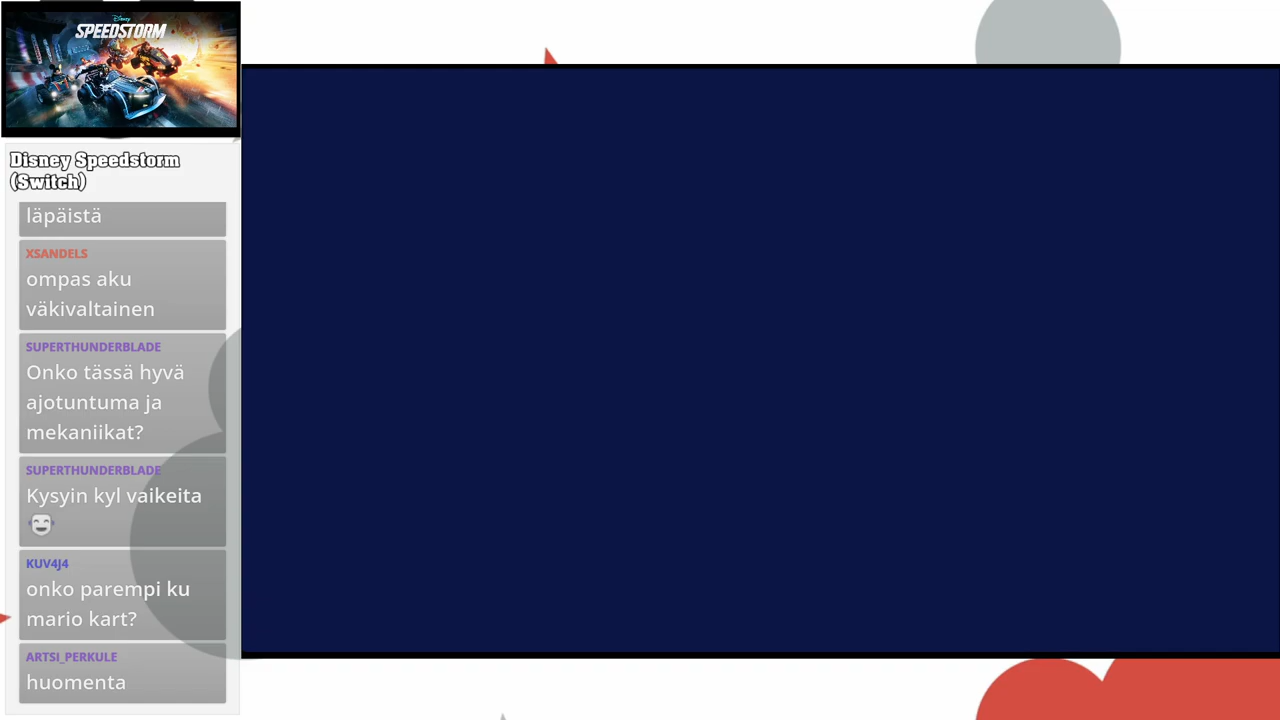 Disney
SPEEDSTORM
Disney Speedstorm
(Switch)
läpäistä
XSANDELS
ompas aku
väkivaltainen
SUPERTHUNDERBLADE
Onko tässä hyvä
ajotuntuma ja
mekaniikat?
SUPERTHUNDERBLADE
Kysyin kyl vaikeita
KUV4J4
onko parempi ku
mario kart?
ARTSI_PERKULE
huomenta